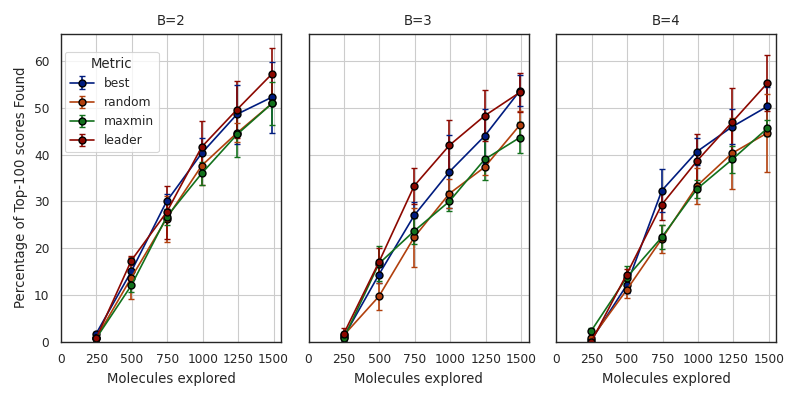 B=2
B=3
B=4
Percentage of Top-100 scores Found
60
50
40
30
20
10
0
Metric
best
random
maxmin
leader
0 250 500 750 1000 1250 1500
0 250 500 750 1000 1250 1500
0 250 500 750 1000 1250 1500
Molecules explored
Molecules explored
Molecules explored